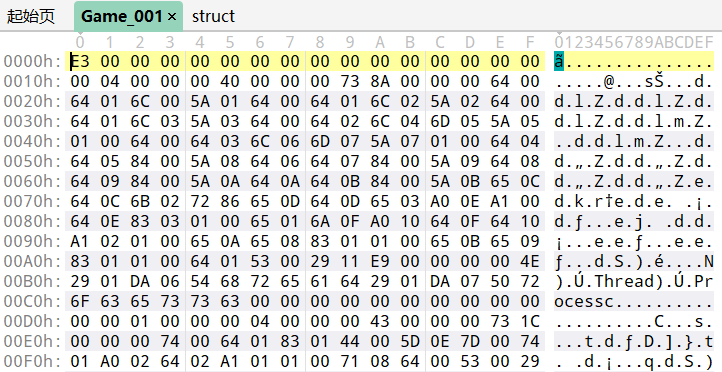 起始页 Game_001 × struct
0 1 2 3 4 5 6 7 8 9 A B C D E F 0123456789ABCDEF
0000h: E3 00 00 00 00 00 00 00 00 00 00 00 00 00 00 00 ã...............
0010h: 00 04 00 00 00 40 00 00 00 73 8A 00 00 00 64 00 .....@...sŠ...d.
0020h: 64 01 6C 00 5A 01 64 00 64 01 6C 02 5A 02 64 00 d.l.Z.d.d.l.Z.d.
0030h: 64 01 6C 03 5A 03 64 00 64 02 6C 04 6D 05 5A 05 d.l.Z.d.d.l.m.Z.
0040h: 01 00 64 00 64 03 6C 06 6D 07 5A 07 01 00 64 04 ..d.d.l.m.Z...d.
0050h: 64 05 84 00 5A 08 64 06 64 07 84 00 5A 09 64 08 d.„.Z.d.d.„.Z.d.
0060h: 64 09 84 00 5A 0A 64 0A 64 0B 84 00 5A 0B 65 0C d.„.Z.d.d.„.Z.e.
0070h: 64 0C 6B 02 72 86 65 0D 64 0D 65 03 A0 0E A1 00 d.k.r†e.d.e. .¡.
0080h: 64 0E 83 03 01 00 65 01 6A 0F A0 10 64 0F 64 10 d.ƒ...e.j. .d.d.
0090h: A1 02 01 00 65 0A 65 08 83 01 01 00 65 0B 65 09 ¡...e.e.ƒ...e.e.
00A0h: 83 01 01 00 64 01 53 00 29 11 E9 00 00 00 00 4E ƒ...d.S.).é....N
00B0h: 29 01 DA 06 54 68 72 65 61 64 29 01 DA 07 50 72 ).Ú.Thread).Ú.Pr
00C0h: 6F 63 65 73 73 63 00 00 00 00 00 00 00 00 00 00 ocessc..........
00D0h: 00 00 01 00 00 00 04 00 00 00 43 00 00 00 73 1C ..........C...s.
00E0h: 00 00 00 74 00 64 01 83 01 44 00 5D 0E 7D 00 74 ...t.d.ƒ.D.].}.t
00F0h: 01 A0 02 64 02 A1 01 01 00 71 08 64 00 53 00 29 . .d.¡...q.d.S.)